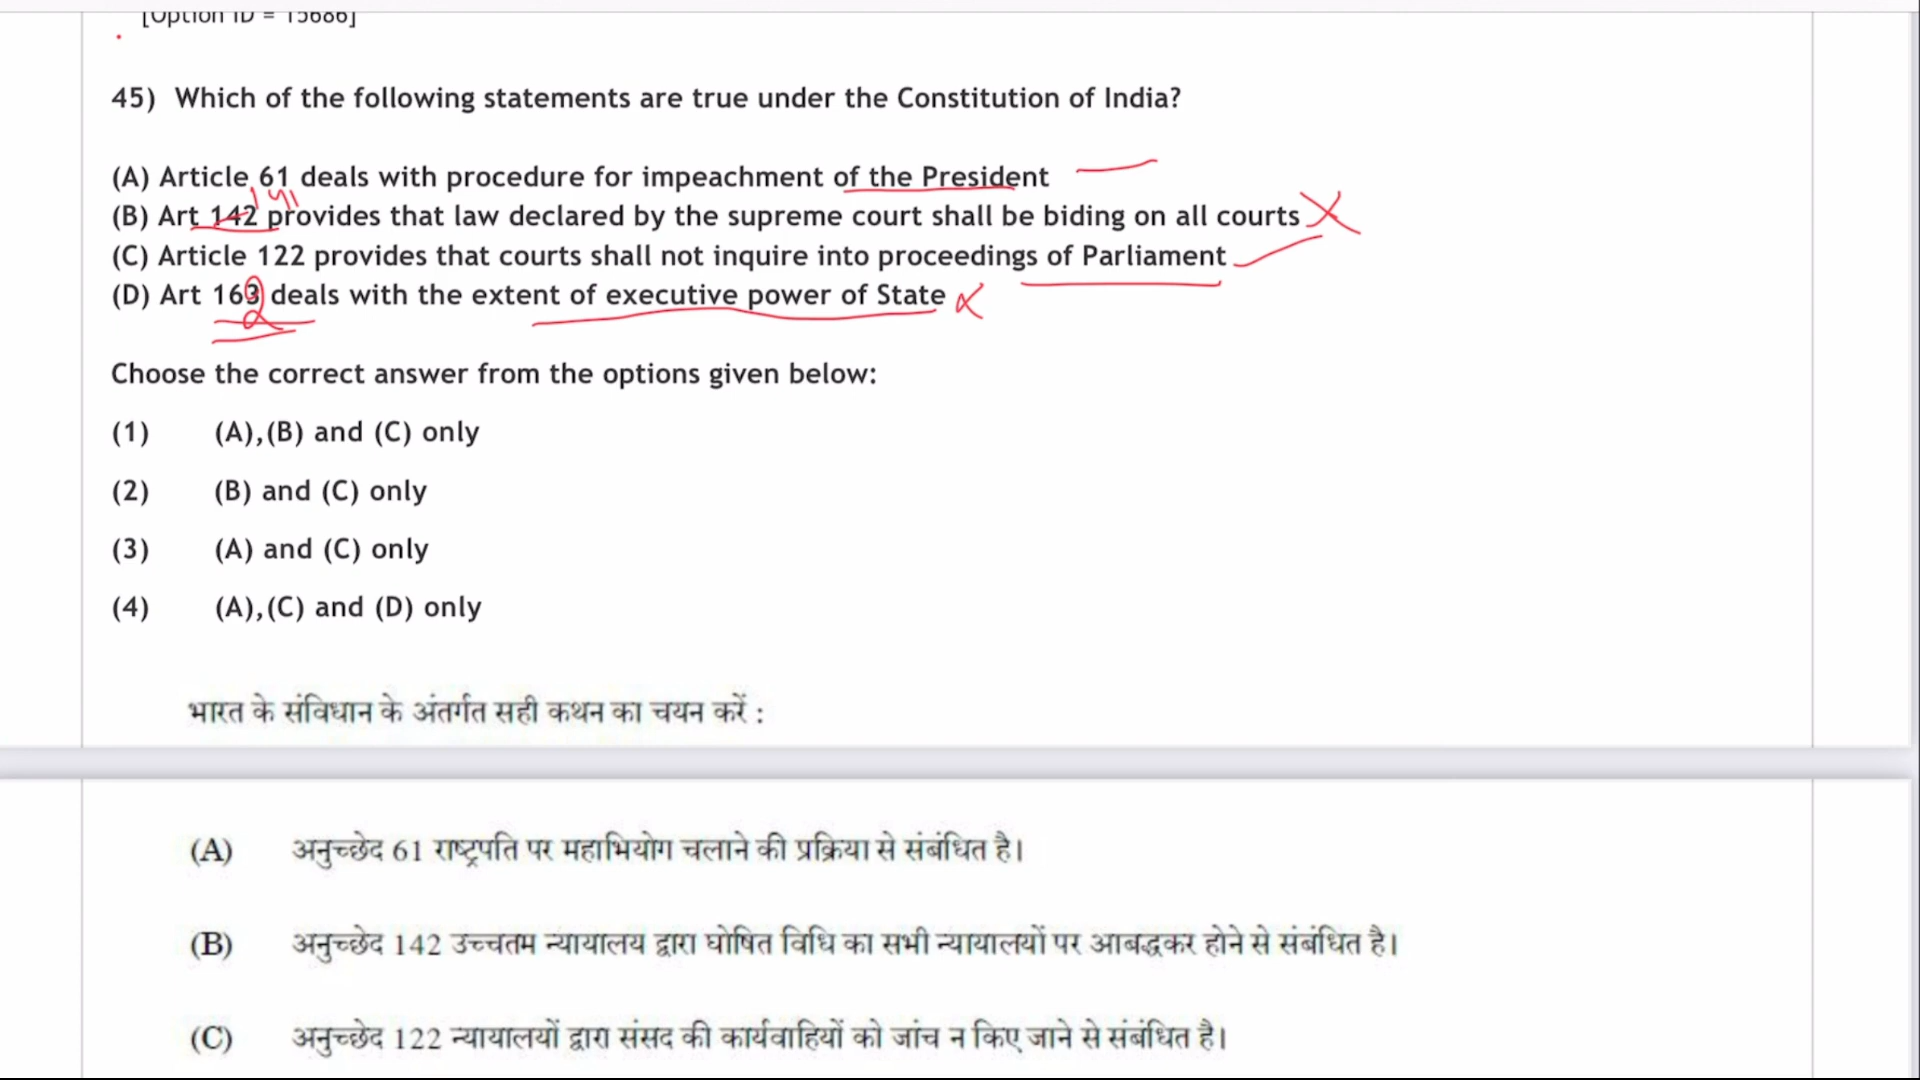 [Option ID = 15686]
45) Which of the following statements are true under the Constitution of India?
(A) Article 61 deals with procedure for impeachment of the President
141
(B) Art 142 provides that law declared by the supreme court shall be biding on all courts
(C) Article 122 provides that courts shall not inquire into proceedings of Parliament
(D) Art 163 deals with the extent of executive power of State
2
Choose the correct answer from the options given below:
(1) (A),(B) and (C) only
(2) (B) and (C) only
(3) (A) and (C) only
(4) (A),(C) and (D) only
भारत के संविधान के अंतर्गत सही कथन का चयन करें :
(A) अनुच्छेद 61 राष्ट्रपति पर महाभियोग चलाने की प्रक्रिया से संबंधित है।
(B) अनुच्छेद 142 उच्चतम न्यायालय द्वारा घोषित विधि का सभी न्यायालयों पर आबद्धकर होने से संबंधित है।
(C) अनुच्छेद 122 न्यायालयों द्वारा संसद की कार्यवाहियों को जांच न किए जाने से संबंधित है।